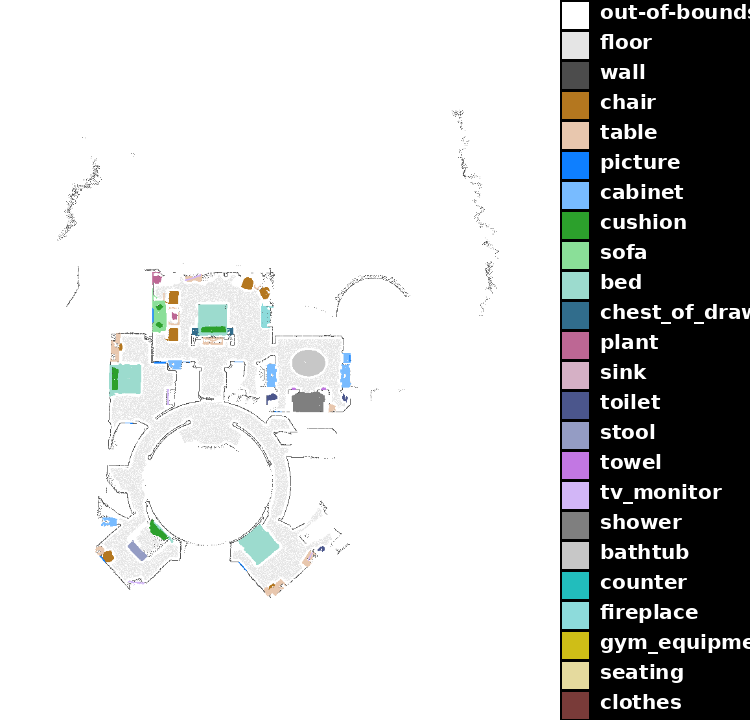 out-of-bounds
floor
wall
chair
table
picture
cabinet
cushion
sofa
bed
chest_of_draw
plant
sink
toilet
stool
towel
tv_monitor
shower
bathtub
counter
fireplace
gym_equipme
seating
clothes